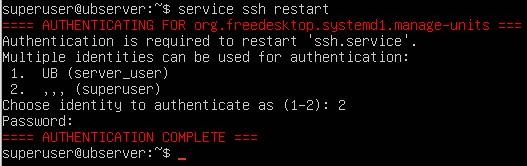 superuser@ubserver:~$ service ssh restart
==== AUTHENTICATING FOR org.freedesktop.systemd1.manage-units ===
Authentication is required to restart 'ssh.service'.
Multiple identities can be used for authentication:
 1.  UB (server_user)
 2.  ,,, (superuser)
Choose identity to authenticate as (1-2): 2
Password:
==== AUTHENTICATION COMPLETE ===
superuser@ubserver:~$ _